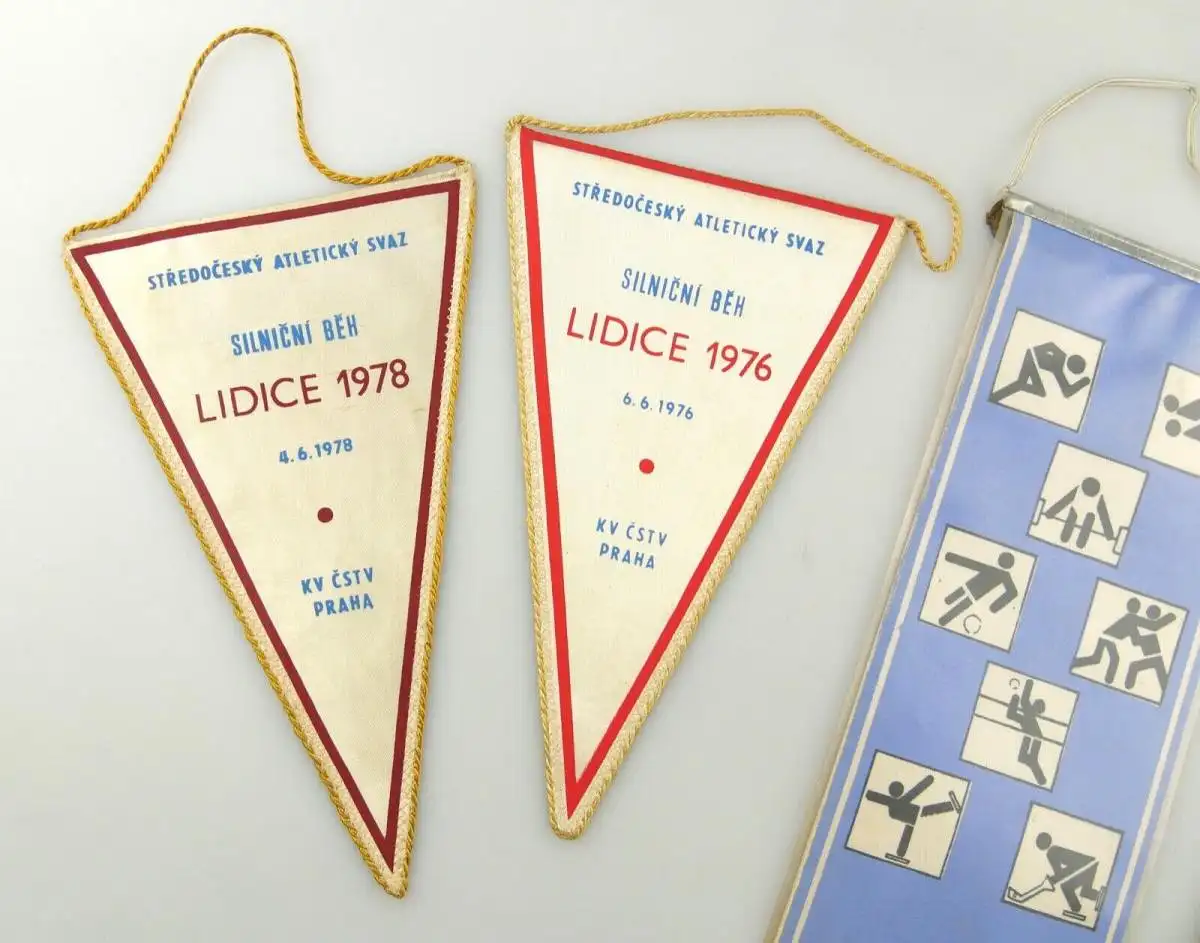 STŘEDOČESKÝ ATLETICKÝ SVAZ
SILNIČNÍ BĚH
LIDICE 1978
4.6.1978
KV ČSTV
PRAHA
STŘEDOČESKÝ ATLETICKÝ SVAZ
SILNIČNÍ BĚH
LIDICE 1976
6.6.1976
KV ČSTV
PRAHA